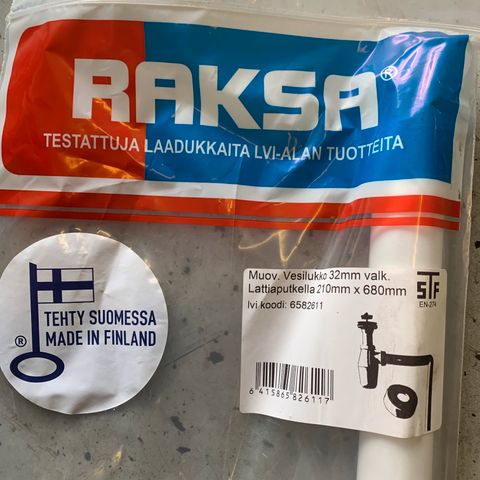 RAKSA®
TESTATTUJA LAADUKKAITA LVI-ALAN TUOTTEITA
TEHTY SUOMESSA
® MADE IN FINLAND
Muov. Vesilukko 32mm valk.
Lattiaputkella 210mm x 680mm
lvi koodi: 6582611
STF
EN-274
6 415865 826117